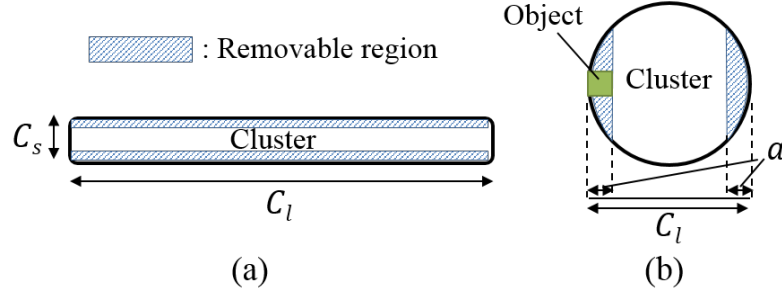 Object
: Removable region
Cluster
Cluster
C_s
a
C_l
C_l
(a)
(b)